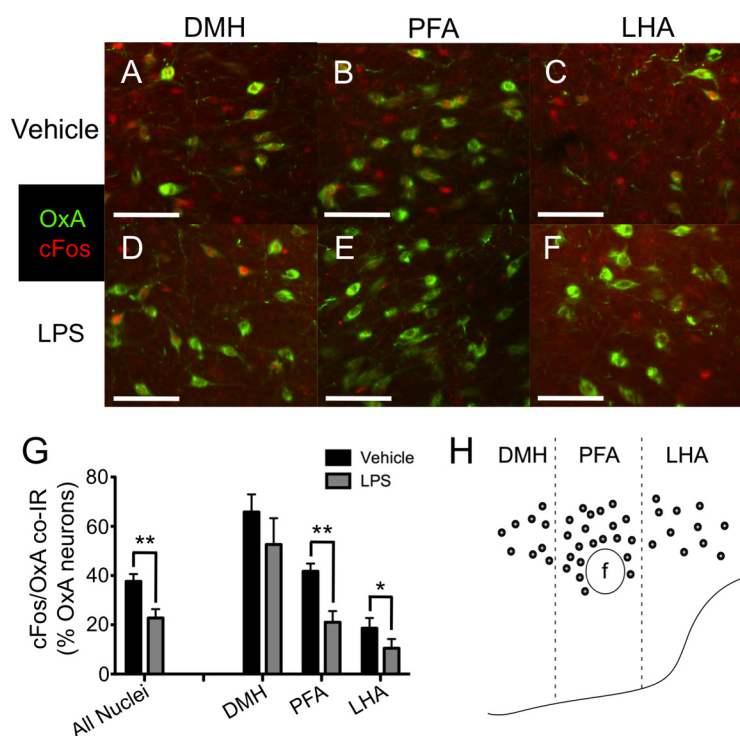 DMH PFA LHA
A B C
Vehicle
OxA
cFos
D E F
LPS
G
Vehicle
LPS
cFos/OxA co-IR
(% OxA neurons)
80
60
40
20
0
**
**
*
All Nuclei DMH PFA LHA
H
DMH PFA LHA
f